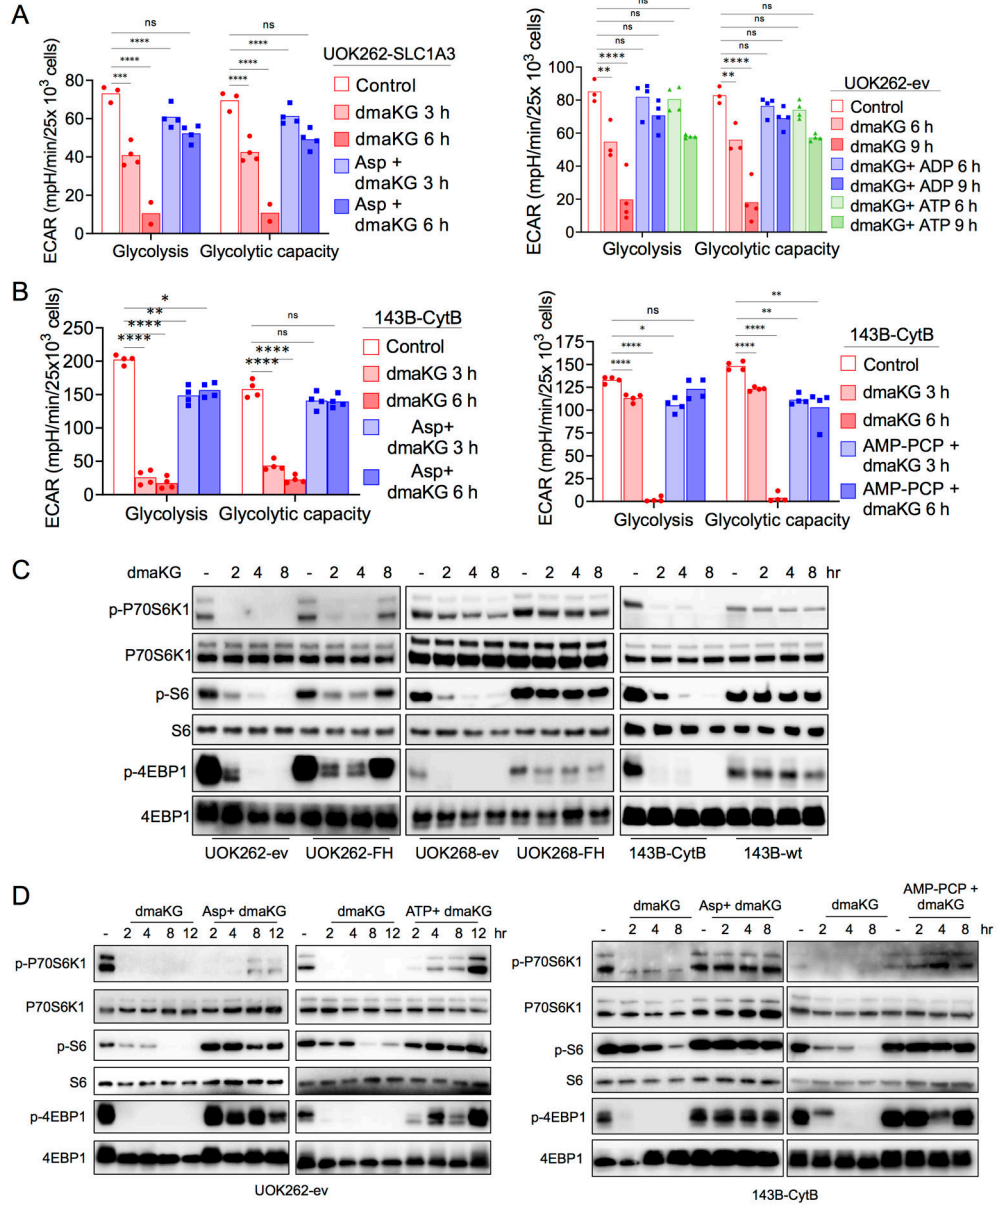 A
ns
****
ns
****
***
ns
****
ns
****
****
ECAR (mpH/min/25x 10³ cells)
80
60
40
20
0
Glycolysis
Glycolytic capacity
UOK262-SLC1A3
Control
dmaKG 3 h
dmaKG 6 h
Asp +
dmaKG 3 h
Asp +
dmaKG 6 h
ns
ns
ns
ns
****
**
ns
ns
ns
ns
****
**
ECAR (mpH/min/25x 10³ cells)
100
80
60
40
20
0
Glycolysis
Glycolytic capacity
UOK262-ev
Control
dmaKG 6 h
dmaKG 9 h
dmaKG+ ADP 6 h
dmaKG+ ADP 9 h
dmaKG+ ATP 6 h
dmaKG+ ATP 9 h
B
*
**
****
****
ns
ns
****
****
ECAR (mpH/min/25x10³ cells)
250
200
150
100
50
0
Glycolysis
Glycolytic capacity
143B-CytB
Control
dmaKG 3 h
dmaKG 6 h
Asp+
dmaKG 3 h
Asp+
dmaKG 6 h
ns
*
****
****
**
**
****
****
ECAR (mpH/min/25x10³ cells)
175
150
125
100
75
50
25
0
Glycolysis
Glycolytic capacity
143B-CytB
Control
dmaKG 3 h
dmaKG 6 h
AMP-PCP +
dmaKG 3 h
AMP-PCP +
dmaKG 6 h
C
dmaKG - 2 4 8 - 2 4 8 - 2 4 8 - 2 4 8 - 2 4 8 - 2 4 8 hr
p-P70S6K1
P70S6K1
p-S6
S6
p-4EBP1
4EBP1
UOK262-ev UOK262-FH UOK268-ev UOK268-FH 143B-CytB 143B-wt
D
dmaKG Asp+ dmaKG dmaKG ATP+ dmaKG
- 2 4 8 12 2 4 8 12 - 2 4 8 12 2 4 8 12 hr
p-P70S6K1
P70S6K1
p-S6
S6
p-4EBP1
4EBP1
UOK262-ev
dmaKG Asp+ dmaKG dmaKG AMP-PCP +
dmaKG
- 2 4 8 2 4 8 - 2 4 8 2 4 8 hr
p-P70S6K1
P70S6K1
p-S6
S6
p-4EBP1
4EBP1
143B-CytB